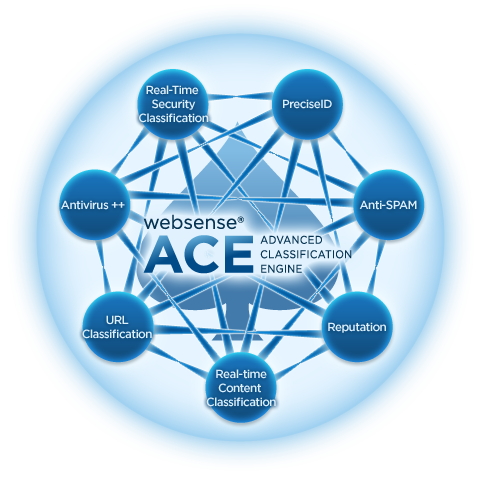 Real-Time
Security
Classification
PreciseID
Antivirus ++
Anti-SPAM
websense®
ACE
ADVANCED
CLASSIFICATION
ENGINE
URL
Classification
Reputation
Real-time
Content
Classification